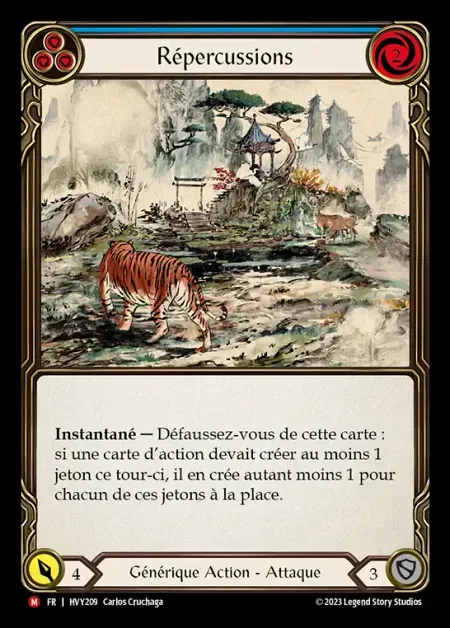 Répercussions
2
Instantané — Défaussez-vous de cette carte :
si une carte d'action devait créer au moins 1
jeton ce tour-ci, il en crée autant moins 1 pour
chacun de ces jetons à la place.
4
Générique Action - Attaque
3
M FR | HVY209 Carlos Cruchaga
© 2023 Legend Story Studios